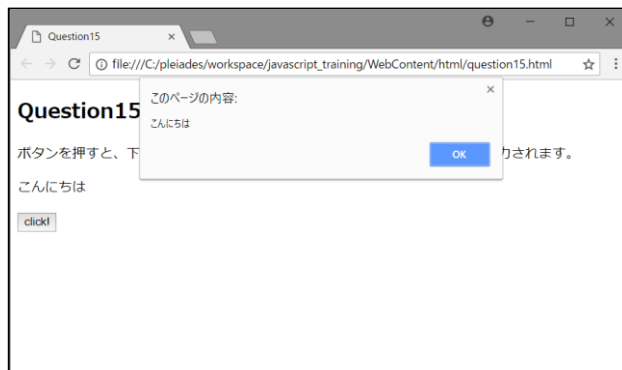 Question15
file:///C:/pleiades/workspace/javascript_training/WebContent/html/question15.html
このページの内容:
こんにちは
OK
Question15
ボタンを押すと、下
力されます。
こんにちは
click!